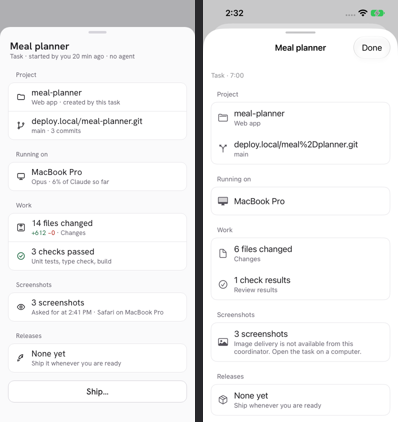 Meal planner
Task · started by you 20 min ago · no agent
Project
meal-planner
Web app · created by this task
deploy.local/meal-planner.git
main · 3 commits
Running on
MacBook Pro
Opus · 6% of Claude so far
Work
14 files changed
+612 −0 · Changes
3 checks passed
Unit tests, type check, build
Screenshots
3 screenshots
Asked for at 2:41 PM · Safari on MacBook Pro
Releases
None yet
Ship it whenever you are ready
Ship...
2:32
Meal planner
Done
Task · 7:00
Project
meal-planner
Web app
deploy.local/meal%2Dplanner.git
main
Running on
MacBook Pro
Work
6 files changed
Changes
1 check results
Review results
Screenshots
3 screenshots
Image delivery is not available from this
coordinator. Open the task on a computer.
Releases
None yet
Ship whenever you are ready